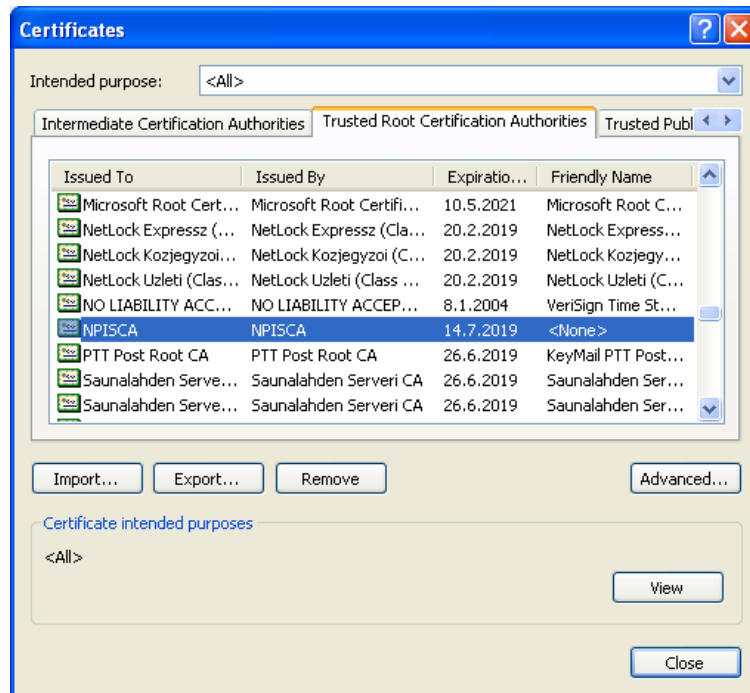 Certificates
Intended purpose: <All>
Intermediate Certification Authorities Trusted Root Certification Authorities Trusted Publ
Issued To Issued By Expiratio... Friendly Name
Microsoft Root Cert... Microsoft Root Certifi... 10.5.2021 Microsoft Root C...
NetLock Expressz (... NetLock Expressz (Cla... 20.2.2019 NetLock Express...
NetLock Kozjegyzoi... NetLock Kozjegyzoi (C... 20.2.2019 NetLock Kozjegy...
NetLock Uzleti (Clas... NetLock Uzleti (Class ... 20.2.2019 NetLock Uzleti (C...
NO LIABILITY ACC... NO LIABILITY ACCEP... 8.1.2004 VeriSign Time St...
NPISCA NPISCA 14.7.2019 <None>
PTT Post Root CA PTT Post Root CA 26.6.2019 KeyMail PTT Post...
Saunalahden Serve... Saunalahden Serveri CA 26.6.2019 Saunalahden Ser...
Saunalahden Serve... Saunalahden Serveri CA 26.6.2019 Saunalahden Ser...
Import... Export... Remove Advanced...
Certificate intended purposes
<All>
View
Close